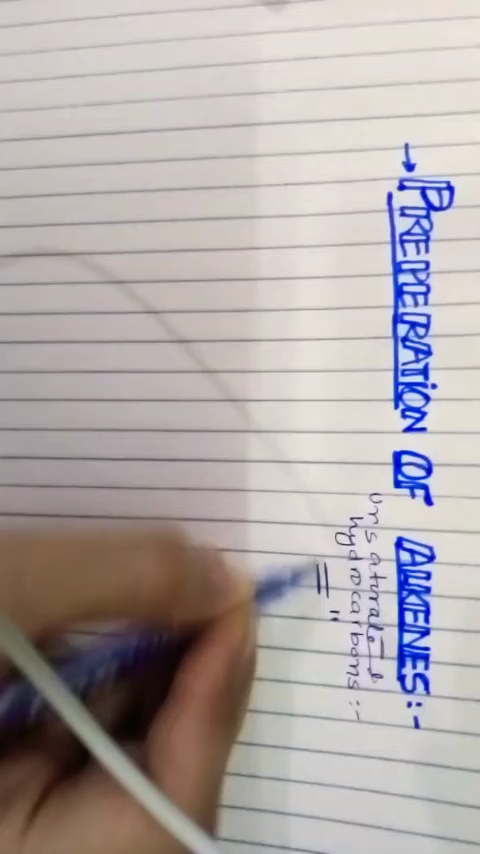 → PREPERATION OF ALKENES:-
unsaturated
hydrocarbons:-
= "